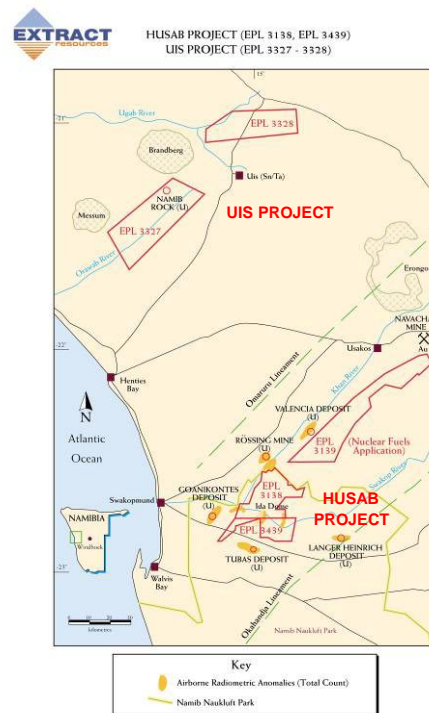 EXTRACT
resources
HUSAB PROJECT (EPL 3138, EPL 3439)
UIS PROJECT (EPL 3327 - 3328)
15°
-21°
Ugab River
EPL 3328
Brandberg
Uis (Sn/Ta)
NAMIB
ROCK (U)
UIS PROJECT
Messum
EPL 3327
Orawab River
Erongo
NAVACHAB
MINE
Au
-22°
Usakos
Omaruru Lineament
Khan River
Henties
Bay
N
VALENCIA DEPOSIT
(U)
EPL
3139
(Nuclear Fuels
Application)
Atlantic
Ocean
RÖSSING MINE
(U)
Swakop River
GOANIKONTES
DEPOSIT
(U)
EPL
3138
HUSAB
PROJECT
Swakopmund
Ida Dome
NAMIBIA
Windhoek
EPL 3439
LANGER HEINRICH
DEPOSIT
(U)
TUBAS DEPOSIT
(U)
-23°
Walvis
Bay
Okahandja Lineament
kilometres
Namib Naukluft Park
Key
Airborne Radiometric Anomalies (Total Count)
Namib Naukluft Park